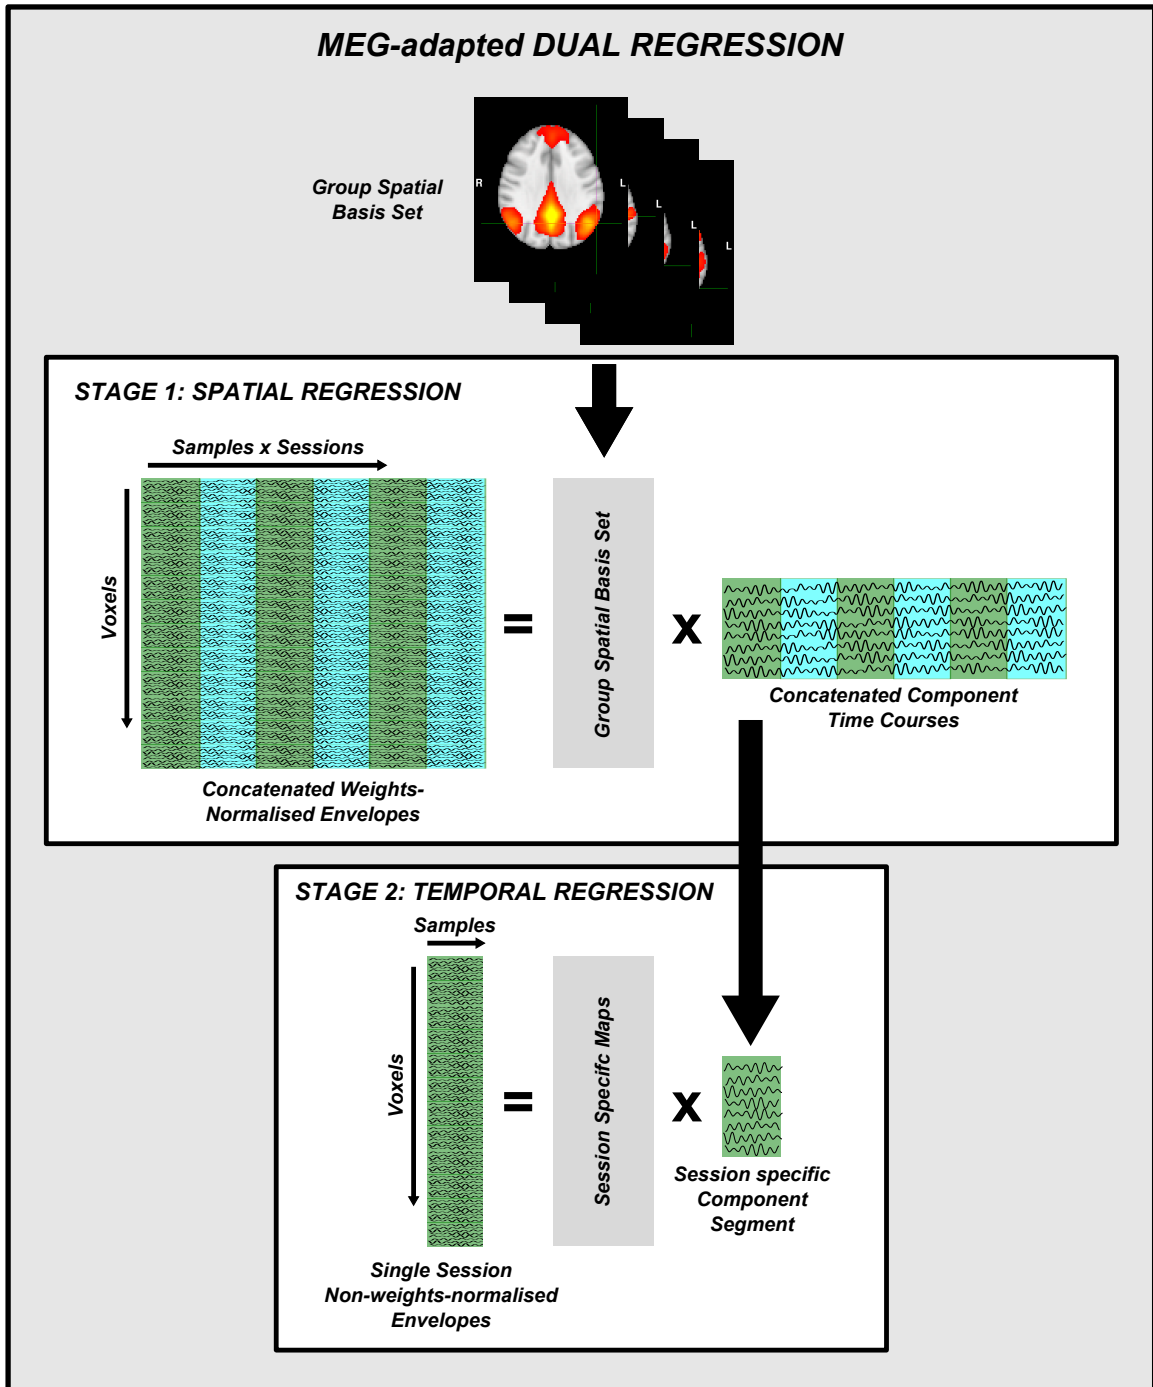 MEG-adapted DUAL REGRESSION
Group Spatial
Basis Set
R
L
L
L
L
STAGE 1: SPATIAL REGRESSION
Samples x Sessions
Voxels
=
Group Spatial Basis Set
x
Concatenated Component
Time Courses
Concatenated Weights-
Normalised Envelopes
STAGE 2: TEMPORAL REGRESSION
Samples
Voxels
=
Session Specifc Maps
x
Session specific
Component
Segment
Single Session
Non-weights-normalised
Envelopes